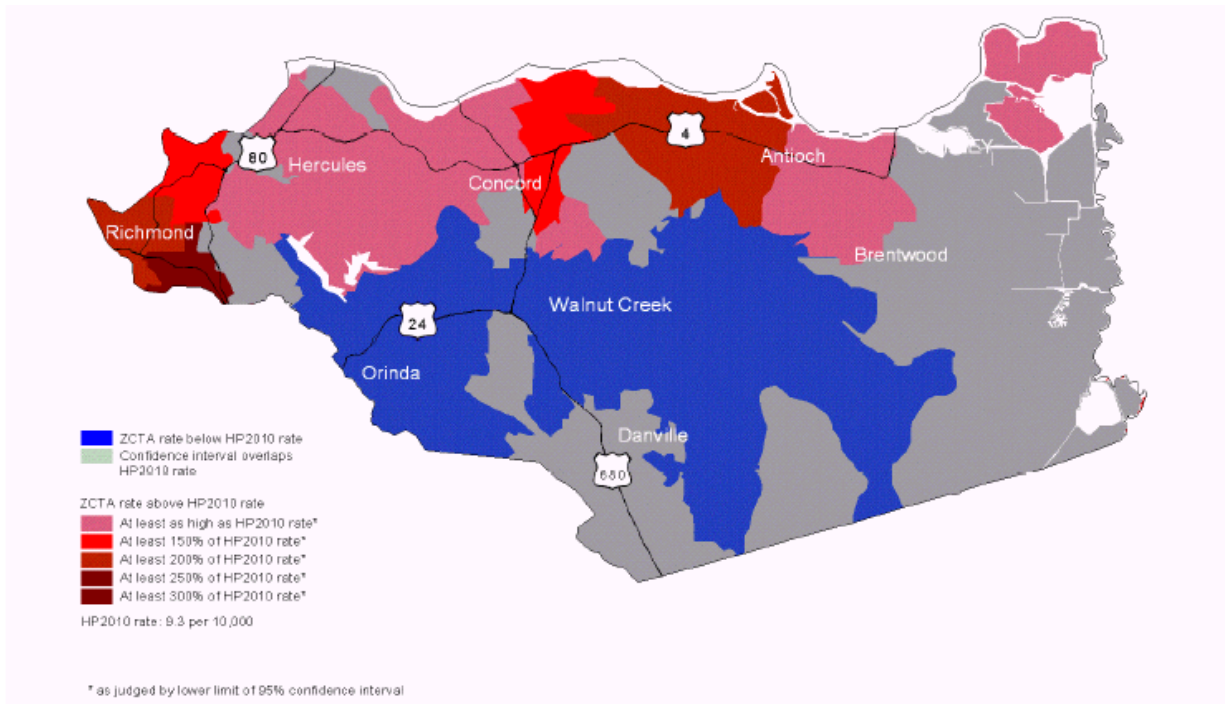 80
Hercules
4
Antioch
Concord
Richmond
Brentwood
Walnut Creek
24
Orinda
Danville
680
ZCTA rate below HP2010 rate
Confidence interval overlaps
HP2010 rate
ZCTA rate above HP2010 rate
At least as high as HP2010 rate*
At least 150% of HP2010 rate*
At least 200% of HP2010 rate*
At least 250% of HP2010 rate*
At least 300% of HP2010 rate*
HP2010 rate: 9.3 per 10,000
* as judged by lower limit of 95% confidence interval